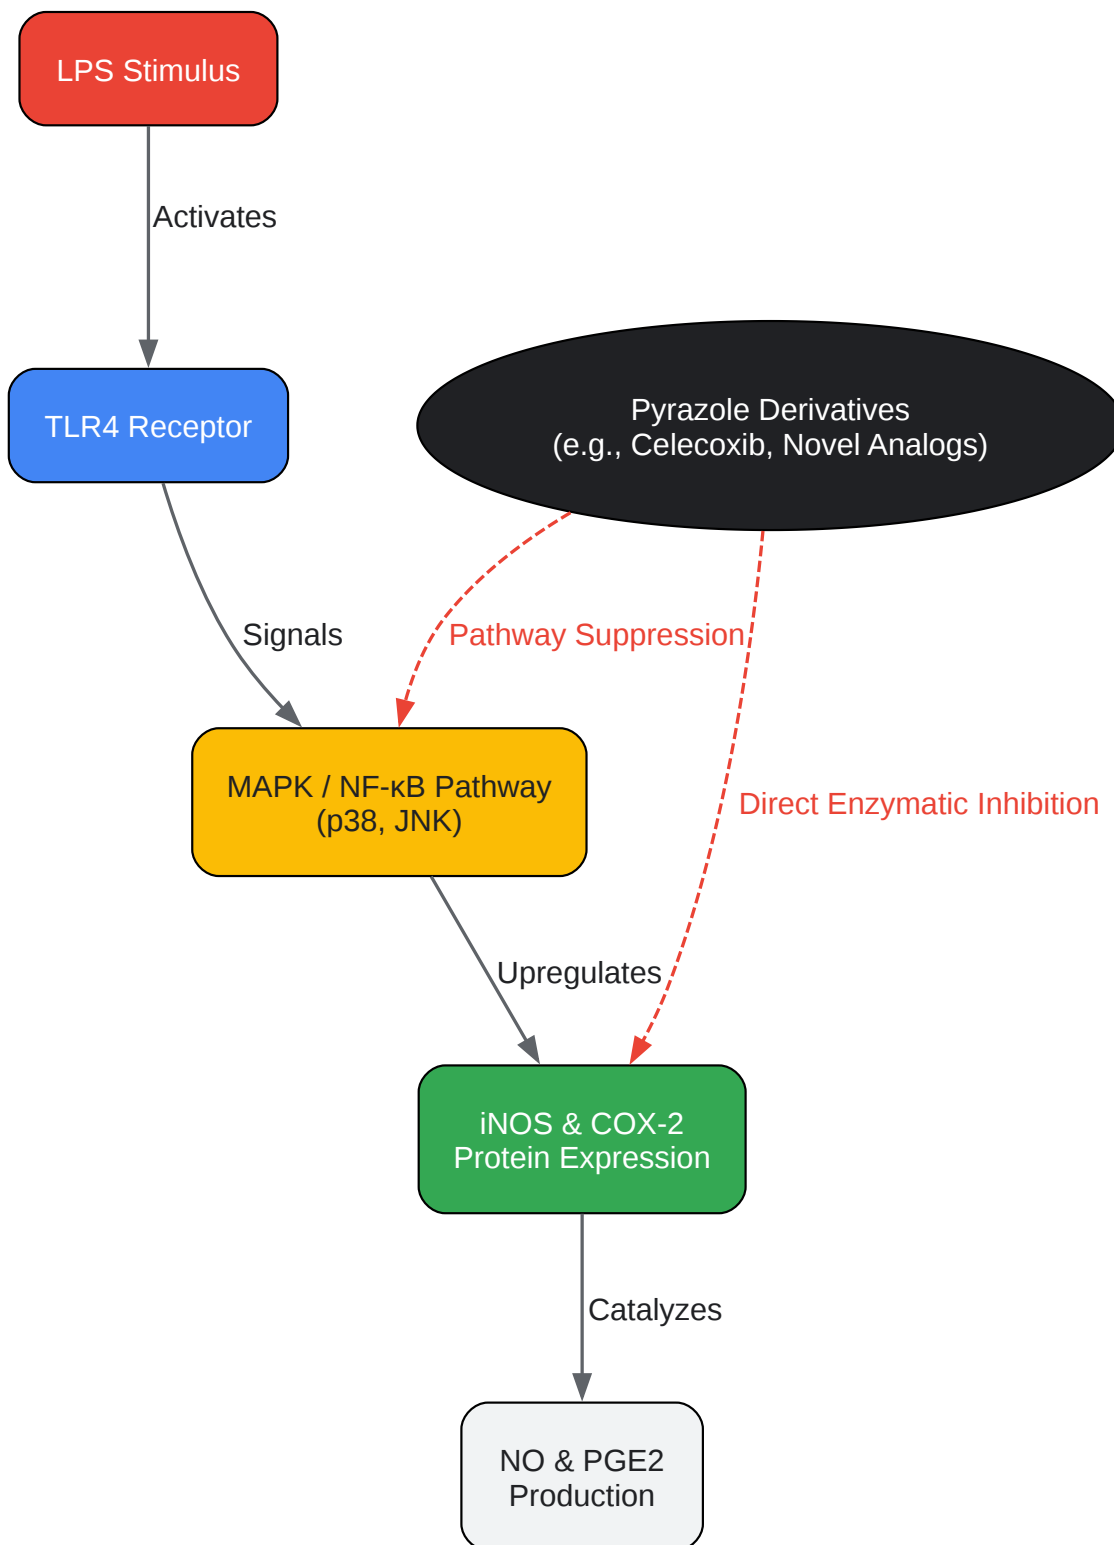 LPS Stimulus
Activates
TLR4 Receptor
Pyrazole Derivatives
(e.g., Celecoxib, Novel Analogs)
Signals
Pathway Suppression
MAPK / NF-κB Pathway
(p38, JNK)
Direct Enzymatic Inhibition
Upregulates
iNOS & COX-2
Protein Expression
Catalyzes
NO & PGE2
Production